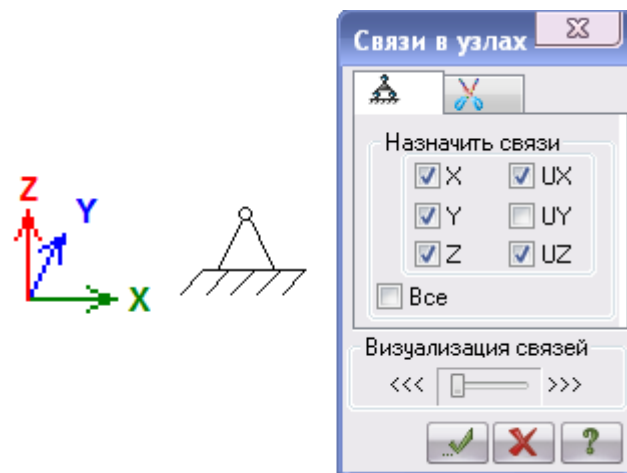 Связи в узлах
Назначить связи
X UX
Y UY
Z UZ
Все
Визуализация связей
<<< >>>
?
Z
Y
X